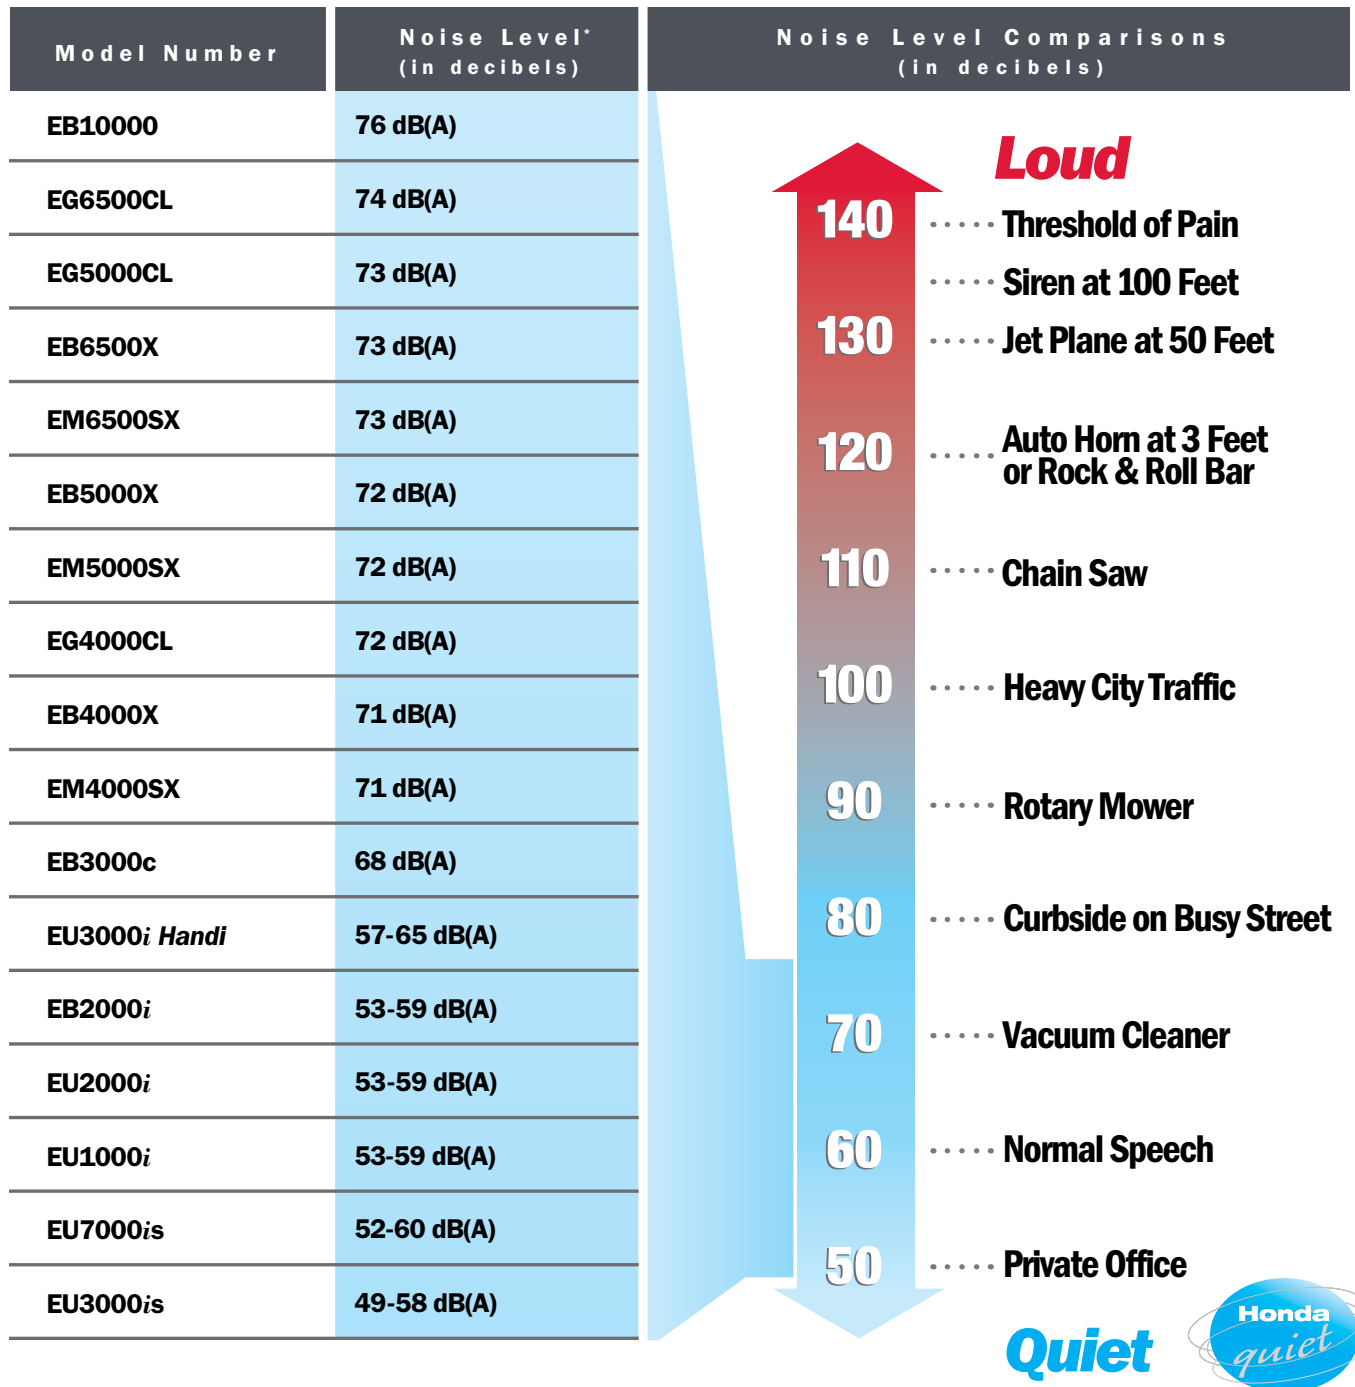 Model Number
Noise Level*
(in decibels)
Noise Level Comparisons
(in decibels)
EB10000 76 dB(A)
EG6500CL 74 dB(A)
EG5000CL 73 dB(A)
EB6500X 73 dB(A)
EM6500SX 73 dB(A)
EB5000X 72 dB(A)
EM5000SX 72 dB(A)
EG4000CL 72 dB(A)
EB4000X 71 dB(A)
EM4000SX 71 dB(A)
EB3000c 68 dB(A)
EU3000i Handi 57-65 dB(A)
EB2000i 53-59 dB(A)
EU2000i 53-59 dB(A)
EU1000i 53-59 dB(A)
EU7000is 52-60 dB(A)
EU3000is 49-58 dB(A)
Loud
140 ····· Threshold of Pain
····· Siren at 100 Feet
130 ····· Jet Plane at 50 Feet
120 ····· Auto Horn at 3 Feet
or Rock & Roll Bar
110 ····· Chain Saw
100 ····· Heavy City Traffic
90 ····· Rotary Mower
80 ····· Curbside on Busy Street
70 ····· Vacuum Cleaner
60 ····· Normal Speech
50 ····· Private Office
Quiet
Honda
quiet